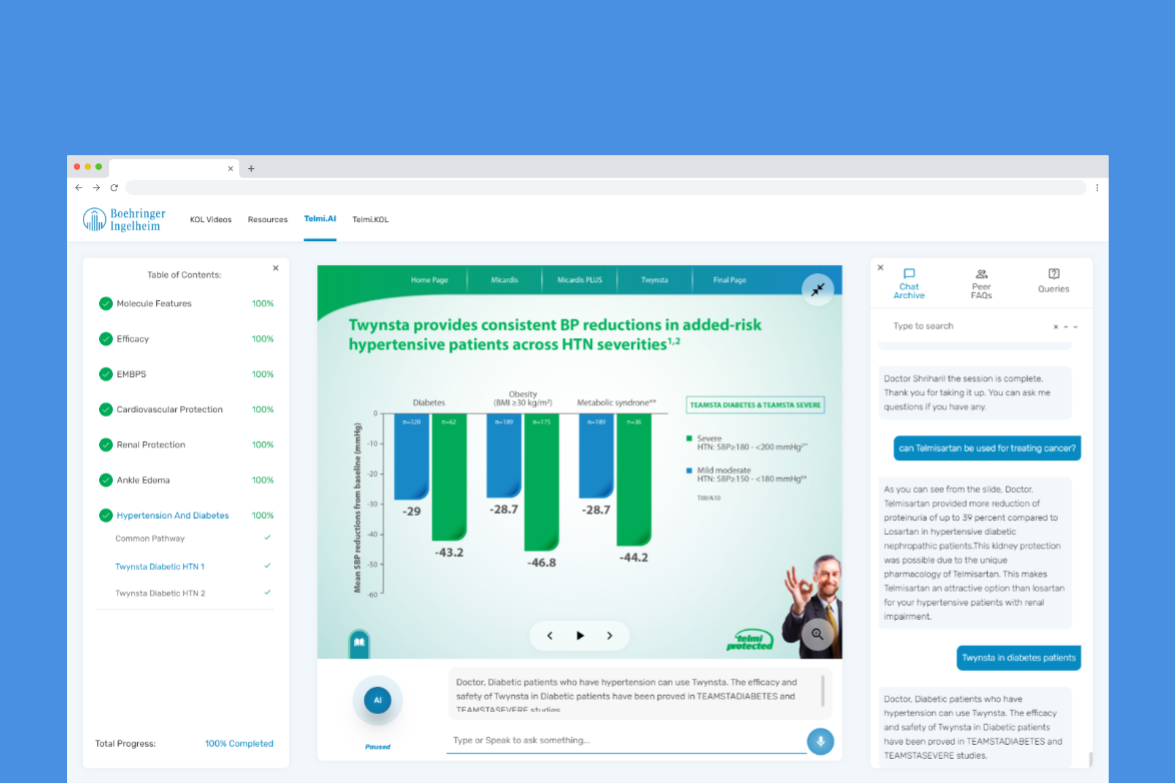 Boehringer
Ingelheim
KOL Videos
Resources
Telmi.AI
Telmi.KOL
Table of Contents:
Molecule Features 100%
Efficacy 100%
EMBPS 100%
Cardiovascular Protection 100%
Renal Protection 100%
Ankle Edema 100%
Hypertension And Diabetes 100%
Common Pathway
Twynsta Diabetic HTN 1
Twynsta Diabetic HTN 2
Total Progress: 100% Completed
Home Page
Micardis
Micardis PLUS
Twynsta
Final Page
Twynsta provides consistent BP reductions in added-risk
hypertensive patients across HTN severities1,2
Mean SBP reductions from baseline (mmHg)
0
-10
-20
-30
-40
-50
-60
Diabetes
Obesity
(BMI ≥30 kg/m²)
Metabolic syndrome**
n=62
n=189
n=175
n=189
n=36
-29
-43.2
-28.7
-46.8
-28.7
-44.2
TEAMSTA DIABETES & TEAMSTA SEVERE
Severe
HTN: SBP≥180 - <200 mmHg
Mild moderate
HTN: SBP≥150 - <180 mmHg
telmi
protected
AI
Paused
Doctor, Diabetic patients who have hypertension can use Twynsta. The efficacy and
safety of Twynsta in Diabetic patients have been proved in TEAMSTADIABETES and
TEAMSTASEVERE studies.
Type or Speak to ask something...
Chat
Archive
Peer
FAQs
Queries
Type to search
Doctor Shriharil the session is complete.
Thank you for taking it up. You can ask me
questions if you have any.
can Telmisartan be used for treating cancer?
As you can see from the slide, Doctor,
Telmisartan provided more reduction of
proteinuria of up to 39 percent compared to
Losartan in hypertensive diabetic
nephropathic patients.This kidney protection
was possible due to the unique
pharmacology of Telmisartan. This makes
Telmisartan an attractive option than losartan
for your hypertensive patients with renal
impairment.
Twynsta in diabetes patients
Doctor, Diabetic patients who have
hypertension can use Twynsta. The efficacy
and safety of Twynsta in Diabetic patients
have been proved in TEAMSTADIABETES and
TEAMSTASEVERE studies.